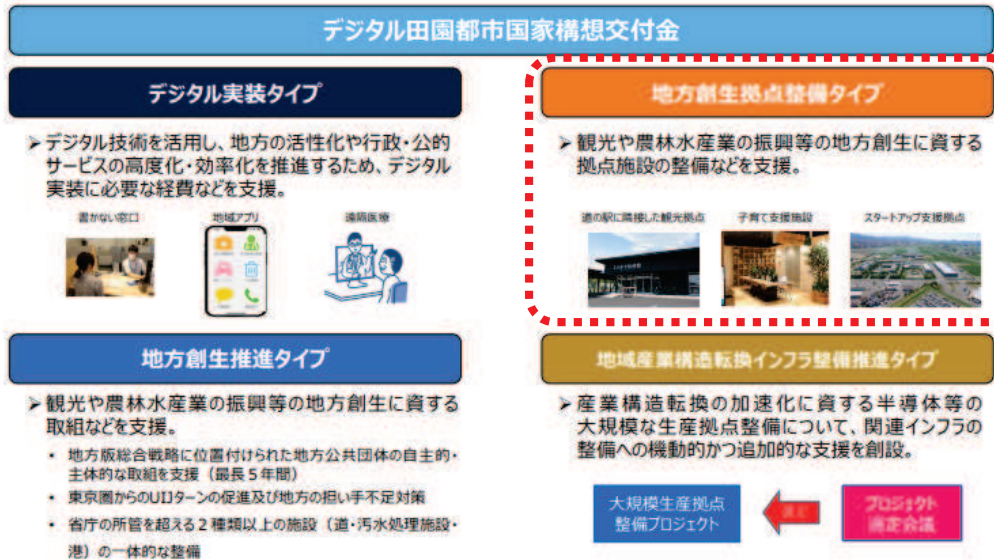 デジタル田園都市国家構想交付金
デジタル実装タイプ
➢デジタル技術を活用し、地方の活性化や行政・公的
サービスの高度化・効率化を推進するため、デジタル
実装に必要な経費などを支援。
書かない窓口
地域アプリ
遠隔医療
地方創生拠点整備タイプ
➢観光や農林水産業の振興等の地方創生に資する
拠点施設の整備などを支援。
道の駅に隣接した観光拠点
子育て支援施設
スタートアップ支援拠点
地方創生推進タイプ
➢観光や農林水産業の振興等の地方創生に資する
取組などを支援。
• 地方版総合戦略に位置付けられた地方公共団体の自主的・
主体的な取組を支援（最長５年間）
• 東京圏からのUIJターンの促進及び地方の担い手不足対策
• 省庁の所管を超える２種類以上の施設（道・汚水処理施設・
港）の一体的な整備
地域産業構造転換インフラ整備推進タイプ
➢産業構造転換の加速化に資する半導体等の
大規模な生産拠点整備について、関連インフラの
整備への機動的かつ追加的な支援を創設。
大規模生産拠点
整備プロジェクト
選定
プロジェクト
選定会議